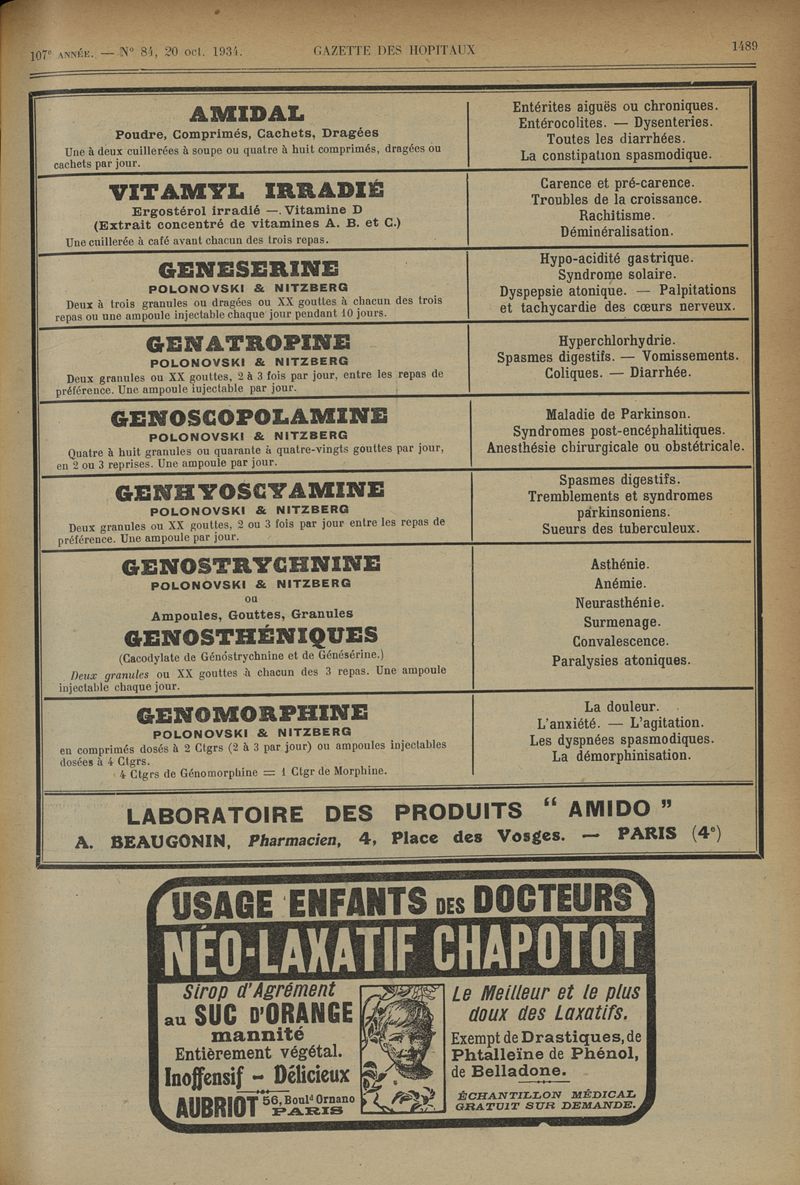 107e ANNÉE. — N° 84, 20 oct. 1934. GAZETTE DES HOPITAUX 1489
AMIDAL
Poudre, Comprimés, Cachets, Dragées
Une à deux cuillerées à soupe ou quatre à huit comprimés, dragées ou
cachets par jour.
Entérites aiguës ou chroniques.
Entérocolites. — Dysenteries.
Toutes les diarrhées.
La constipation spasmodique.
VITAMYL IRRADIÉ
Ergostérol irradié —. Vitamine D
(Extrait concentré de vitamines A. B. et C.)
Une cuillerée à café avant chacun des trois repas.
Carence et pré-carence.
Troubles de la croissance.
Rachitisme.
Déminéralisation.
GENESERINE
POLONOVSKI & NITZBERG
Deux à trois granules ou dragées ou XX gouttes à chacun des trois
repas ou une ampoule injectable chaque jour pendant 10 jours.
Hypo-acidité gastrique.
Syndrome solaire.
Dyspepsie atonique. — Palpitations
et tachycardie des cœurs nerveux.
GENATROPINE
POLONOVSKI & NITZBERG
Deux granules ou XX gouttes, 2 à 3 fois par jour, entre les repas de
préférence. Une ampoule injectable par jour.
Hyperchlorhydrie.
Spasmes digestifs. — Vomissements.
Coliques. — Diarrhée.
GENOSCOPOLAMINE
POLONOVSKI & NITZBERG
Quatre à huit granules ou quarante à quatre-vingts gouttes par jour,
en 2 ou 3 reprises. Une ampoule par jour.
Maladie de Parkinson.
Syndromes post-encéphalitiques.
Anesthésie chirurgicale ou obstétricale.
GENHYOSCYAMINE
POLONOVSKI & NITZBERG
Deux granules ou XX gouttes, 2 ou 3 fois par jour entre les repas de
préférence. Une ampoule par jour.
Spasmes digestifs.
Tremblements et syndromes
parkinsoniens.
Sueurs des tuberculeux.
GENOSTRYCHNINE
POLONOVSKI & NITZBERG
ou
Ampoules, Gouttes, Granules
GENOSTHÉNIQUES
(Cacodylate de Génostrychnine et de Génésérine.)
Deux granules ou XX gouttes à chacun des 3 repas. Une ampoule
injectable chaque jour.
Asthénie.
Anémie.
Neurasthénie.
Surmenage.
Convalescence.
Paralysies atoniques.
GENOMORPHINE
POLONOVSKI & NITZBERG
en comprimés dosés à 2 Ctgrs (2 à 3 par jour) ou ampoules injectables
dosées à 4 Ctgrs.
4 Ctgrs de Génomorphine = 1 Ctgr de Morphine.
La douleur.
L'anxiété. — L'agitation.
Les dyspnées spasmodiques.
La démorphinisation.
LABORATOIRE DES PRODUITS “ AMIDO ”
A. BEAUGONIN, Pharmacien, 4, Place des Vosges. — PARIS (4e)
USAGE ENFANTS DES DOCTEURS
NÉO-LAXATIF CHAPOTOT
Sirop d'Agrément
au SUC D'ORANGE
mannité
Entièrement végétal.
Inoffensif - Délicieux
AUBRIOT 56, Bould Ornano
PARIS
Le Meilleur et le plus
doux des Laxatifs.
Exempt de Drastiques, de
Phtalleïne de Phénol,
de Belladone.
ÉCHANTILLON MÉDICAL
GRATUIT SUR DEMANDE.